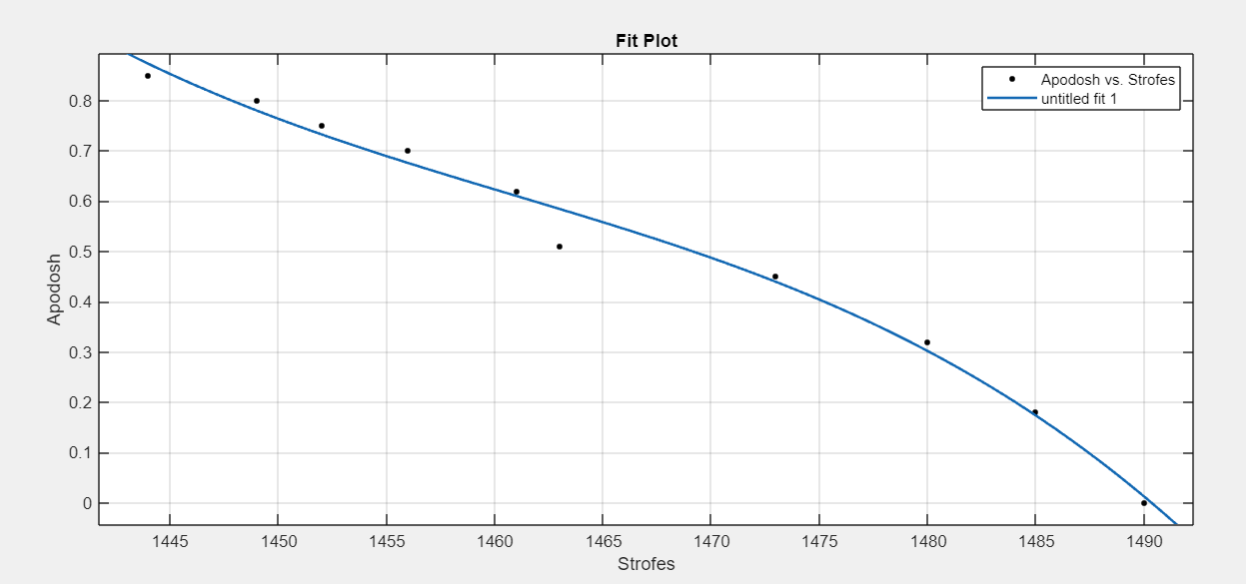 Fit Plot
Apodosh vs. Strofes
untitled fit 1
0.8
0.7
0.6
0.5
0.4
0.3
0.2
0.1
0
Apodosh
1445 1450 1455 1460 1465 1470 1475 1480 1485 1490
Strofes